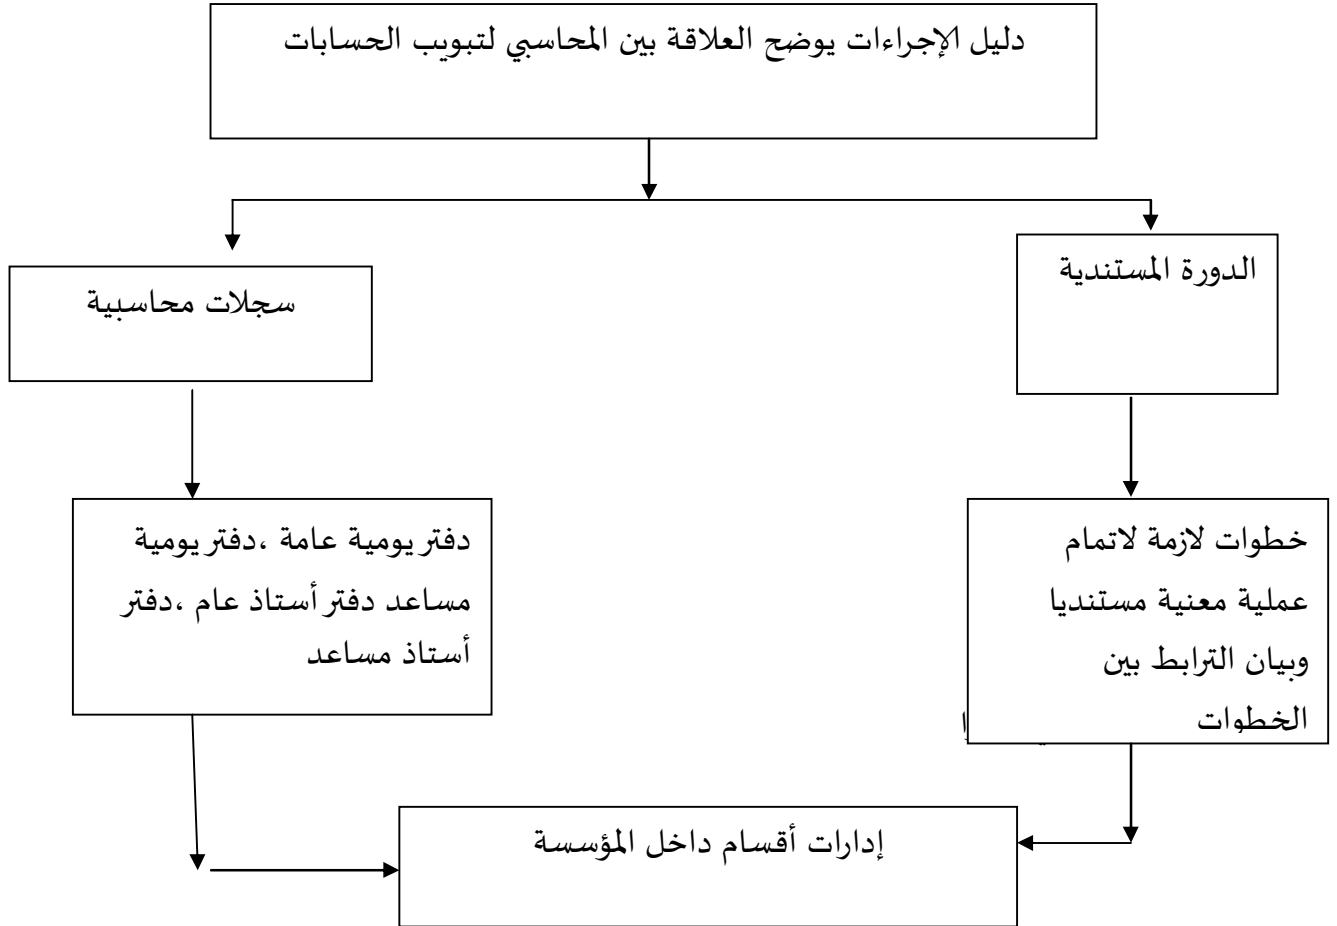 دليل الإجراءات يوضح العلاقة بين المحاسبي لتبويب الحسابات
الدورة المستندية
سجلات محاسبية
خطوات لازمة لاتمام
عملية معنية مستنديا
وبيان الترابط بين
الخطوات
دفتر يومية عامة ،دفتر يومية
مساعد دفتر أستاذ عام ،دفتر
أستاذ مساعد
إدارات أقسام داخل المؤسسة